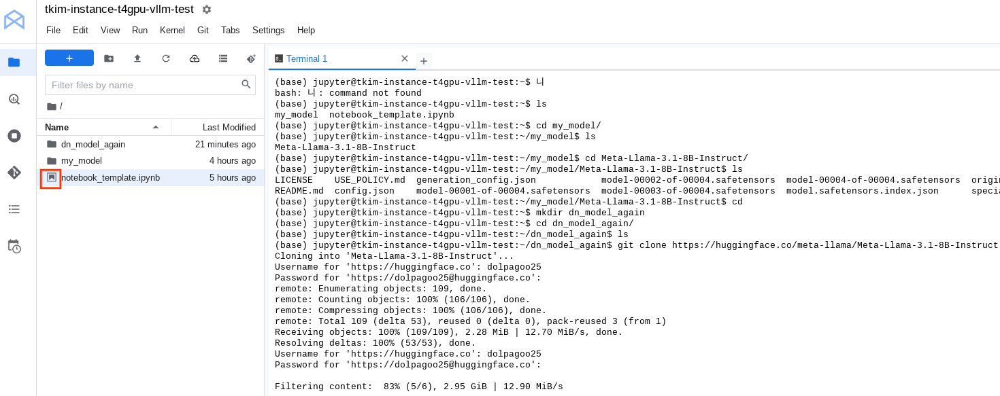 tkim-instance-t4gpu-vllm-test
File Edit View Run Kernel Git Tabs Settings Help
Filter files by name
/
Name Last Modified
dn_model_again 21 minutes ago
my_model 4 hours ago
notebook_template.ipynb 5 hours ago
Terminal 1
(base) jupyter@tkim-instance-t4gpu-vllm-test:~$ 니
bash: 니: command not found
(base) jupyter@tkim-instance-t4gpu-vllm-test:~$ ls
my_model  notebook_template.ipynb
(base) jupyter@tkim-instance-t4gpu-vllm-test:~$ cd my_model/
(base) jupyter@tkim-instance-t4gpu-vllm-test:~/my_model$ ls
Meta-Llama-3.1-8B-Instruct
(base) jupyter@tkim-instance-t4gpu-vllm-test:~/my_model$ cd Meta-Llama-3.1-8B-Instruct/
(base) jupyter@tkim-instance-t4gpu-vllm-test:~/my_model/Meta-Llama-3.1-8B-Instruct$ ls
LICENSE    USE_POLICY.md  generation_config.json            model-00002-of-00004.safetensors  model-00004-of-00004.safetensors  origin
README.md  config.json    model-00001-of-00004.safetensors  model-00003-of-00004.safetensors  model.safetensors.index.json      specia
(base) jupyter@tkim-instance-t4gpu-vllm-test:~/my_model/Meta-Llama-3.1-8B-Instruct$ cd
(base) jupyter@tkim-instance-t4gpu-vllm-test:~$ mkdir dn_model_again
(base) jupyter@tkim-instance-t4gpu-vllm-test:~$ cd dn_model_again/
(base) jupyter@tkim-instance-t4gpu-vllm-test:~/dn_model_again$ ls
(base) jupyter@tkim-instance-t4gpu-vllm-test:~/dn_model_again$ git clone https://huggingface.co/meta-llama/Meta-Llama-3.1-8B-Instruct
Cloning into 'Meta-Llama-3.1-8B-Instruct'...
Username for 'https://huggingface.co': dolpagoo25
Password for 'https://dolpagoo25@huggingface.co':
remote: Enumerating objects: 109, done.
remote: Counting objects: 100% (106/106), done.
remote: Compressing objects: 100% (106/106), done.
remote: Total 109 (delta 53), reused 0 (delta 0), pack-reused 3 (from 1)
Receiving objects: 100% (109/109), 2.28 MiB | 12.70 MiB/s, done.
Resolving deltas: 100% (53/53), done.
Username for 'https://huggingface.co': dolpagoo25
Password for 'https://dolpagoo25@huggingface.co':
Filtering content:  83% (5/6), 2.95 GiB | 12.90 MiB/s